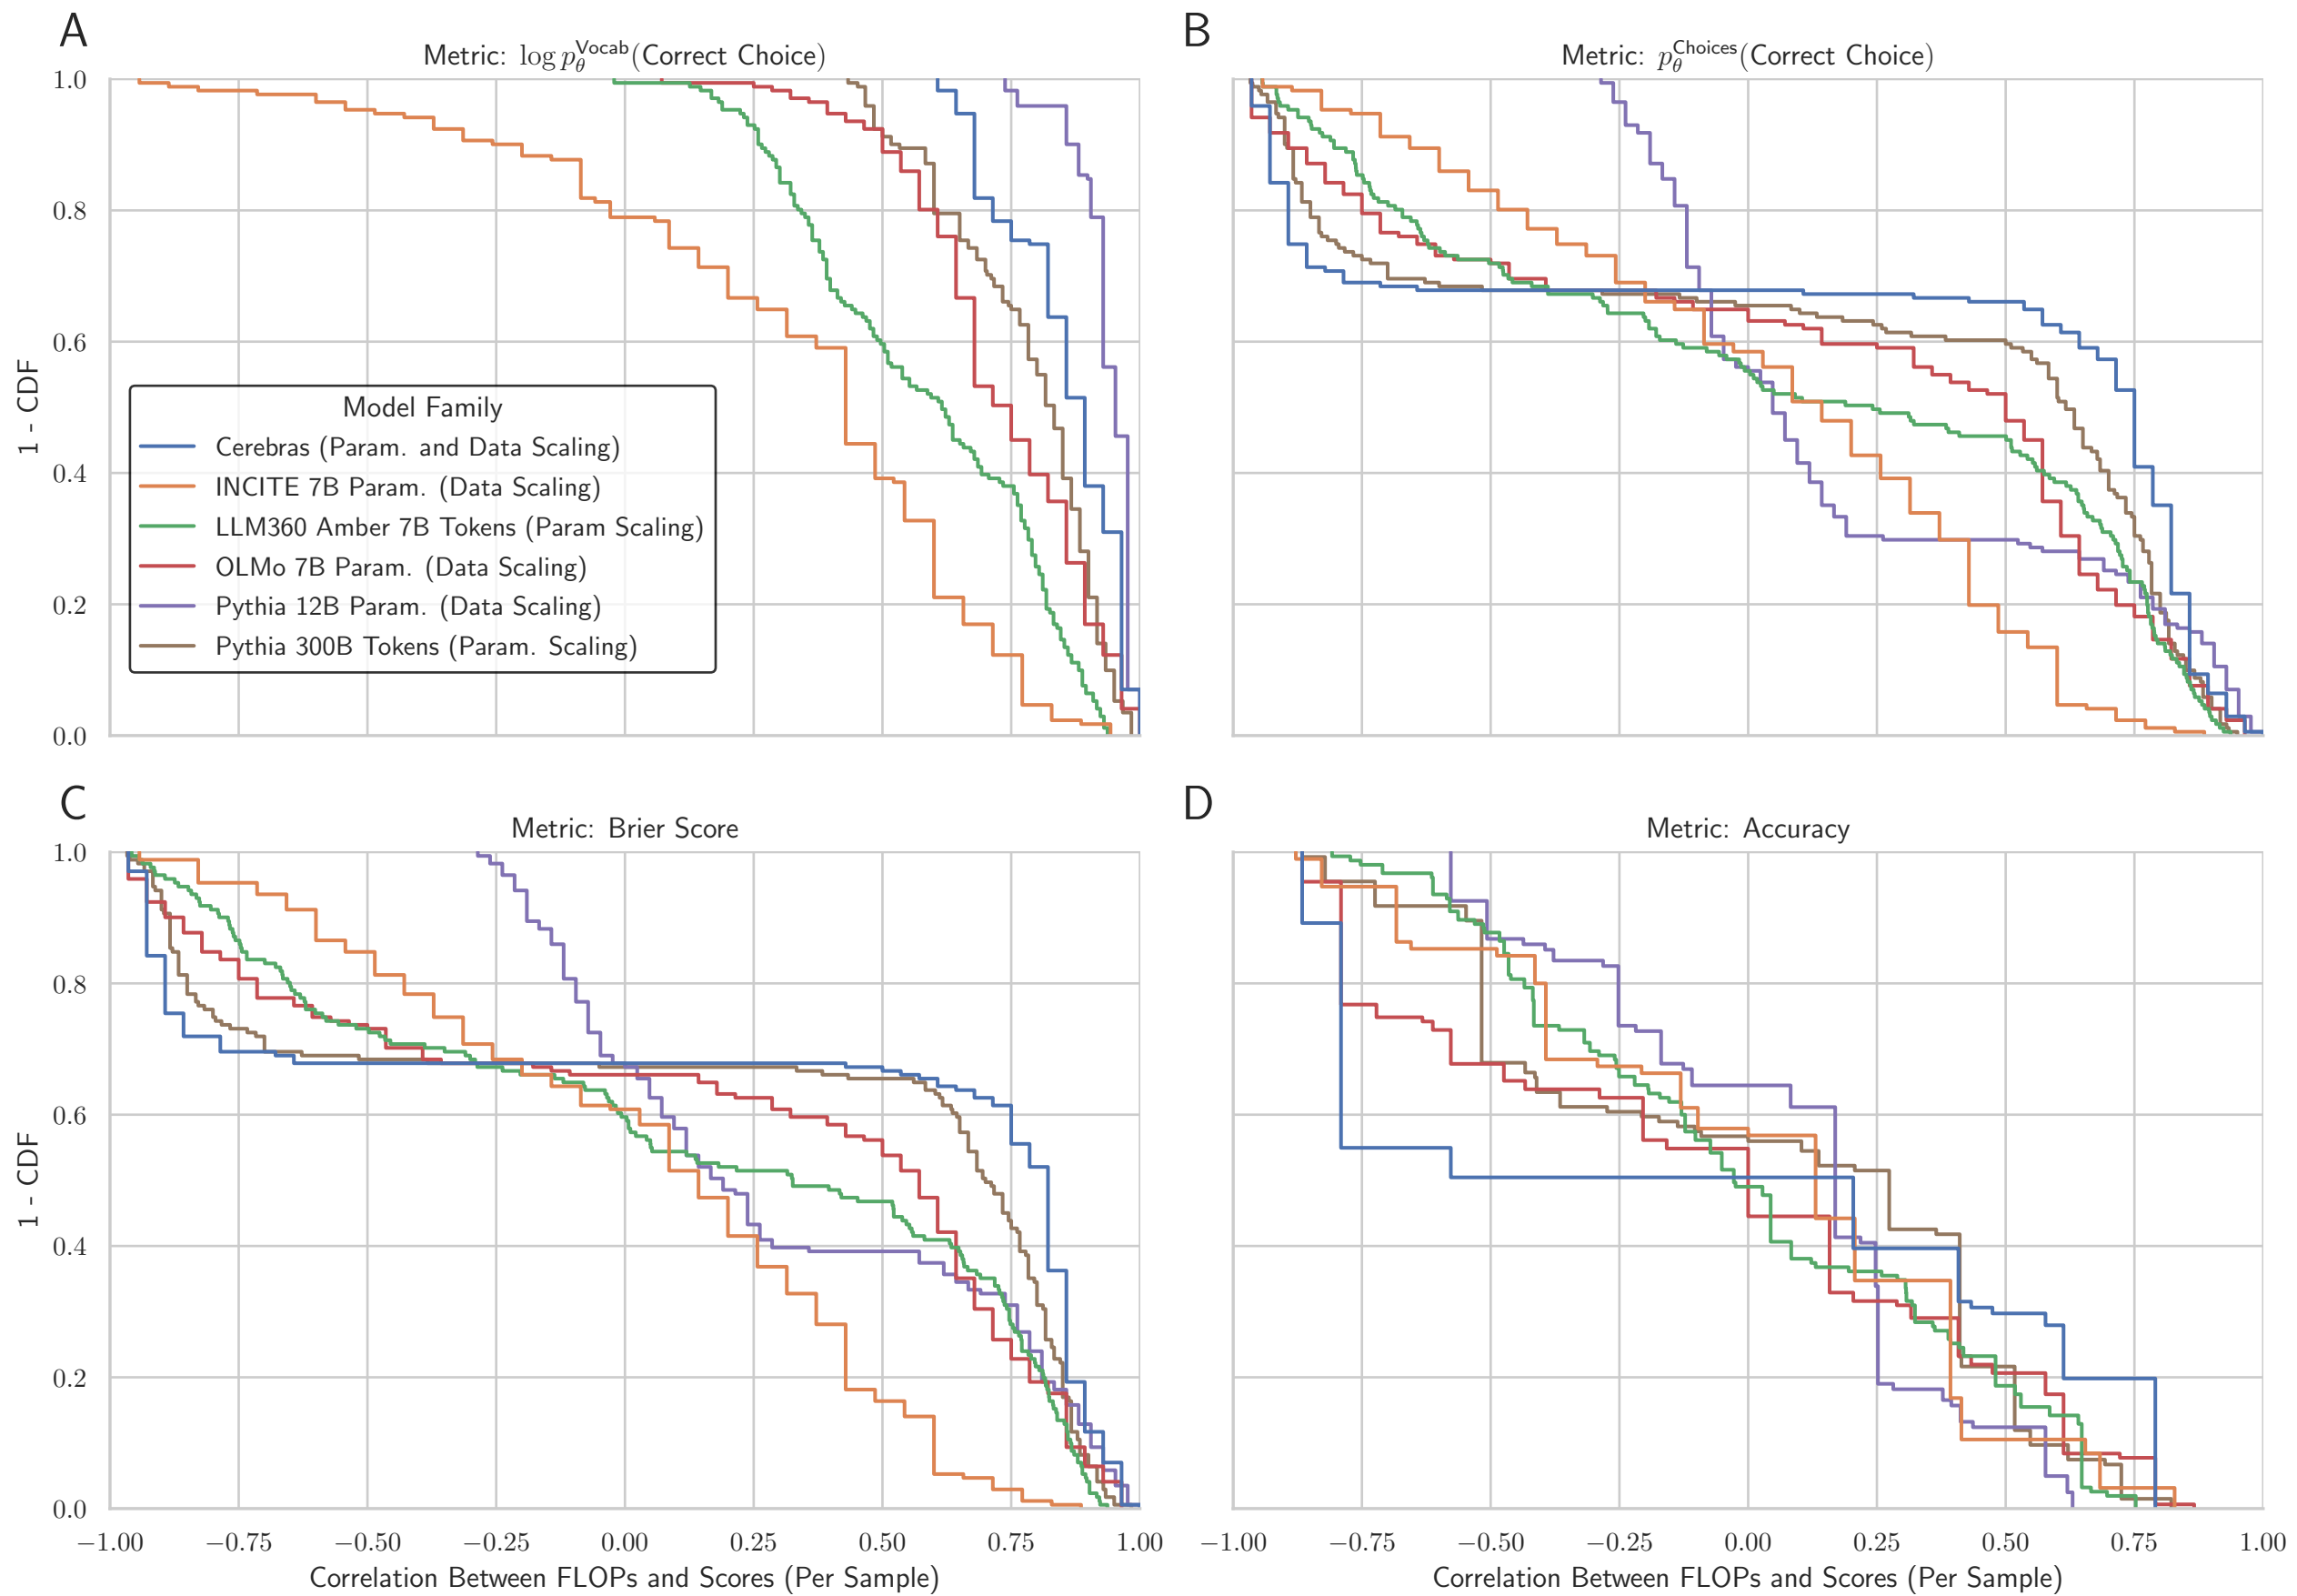 A
Metric: log p_θ^Vocab(Correct Choice)
1.0
0.8
0.6
0.4
0.2
0.0
1 - CDF
Model Family
Cerebras (Param. and Data Scaling)
INCITE 7B Param. (Data Scaling)
LLM360 Amber 7B Tokens (Param Scaling)
OLMo 7B Param. (Data Scaling)
Pythia 12B Param. (Data Scaling)
Pythia 300B Tokens (Param. Scaling)
B
Metric: p_θ^Choices(Correct Choice)
C
Metric: Brier Score
1.0
0.8
0.6
0.4
0.2
0.0
1 - CDF
−1.00 −0.75 −0.50 −0.25 0.00 0.25 0.50 0.75 1.00
Correlation Between FLOPs and Scores (Per Sample)
D
Metric: Accuracy
−1.00 −0.75 −0.50 −0.25 0.00 0.25 0.50 0.75 1.00
Correlation Between FLOPs and Scores (Per Sample)